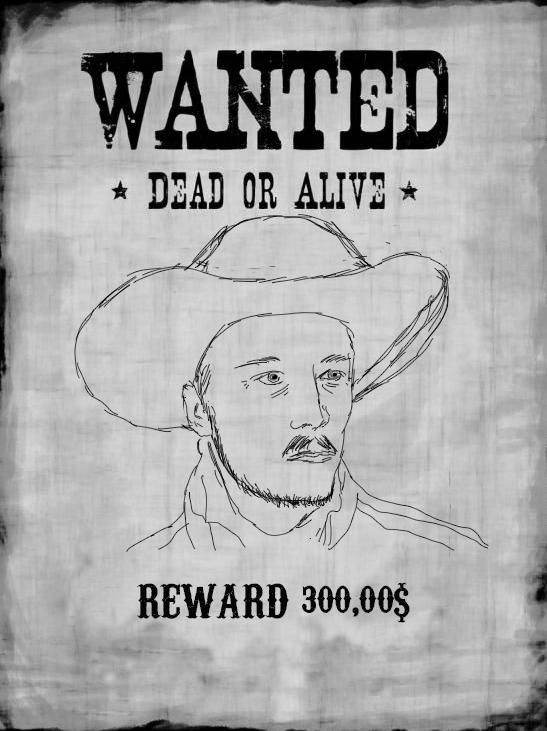 WANTED
★ DEAD OR ALIVE ★
REWARD 300,00$